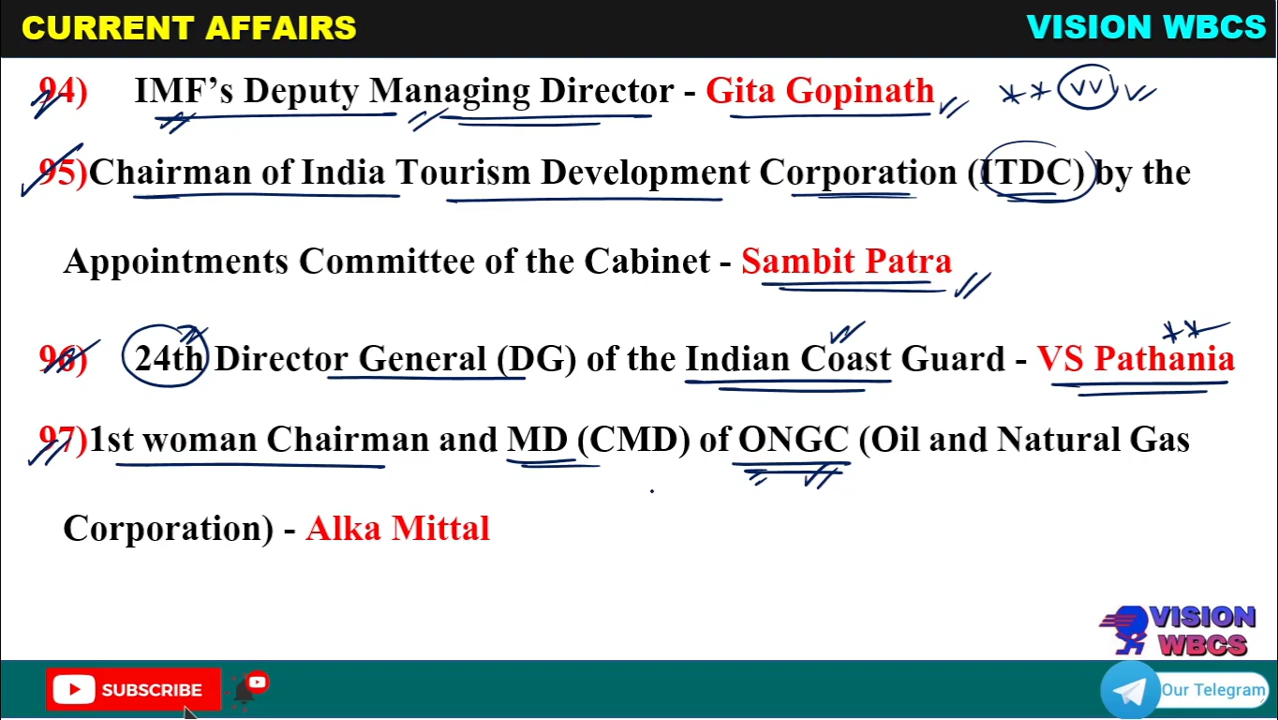 CURRENT AFFAIRS
VISION WBCS
94) IMF's Deputy Managing Director - Gita Gopinath
95)Chairman of India Tourism Development Corporation (ITDC) by the
Appointments Committee of the Cabinet - Sambit Patra
96) 24th Director General (DG) of the Indian Coast Guard - VS Pathania
97)1st woman Chairman and MD (CMD) of ONGC (Oil and Natural Gas
Corporation) - Alka Mittal
VISION
WBCS
SUBSCRIBE
Our Telegram